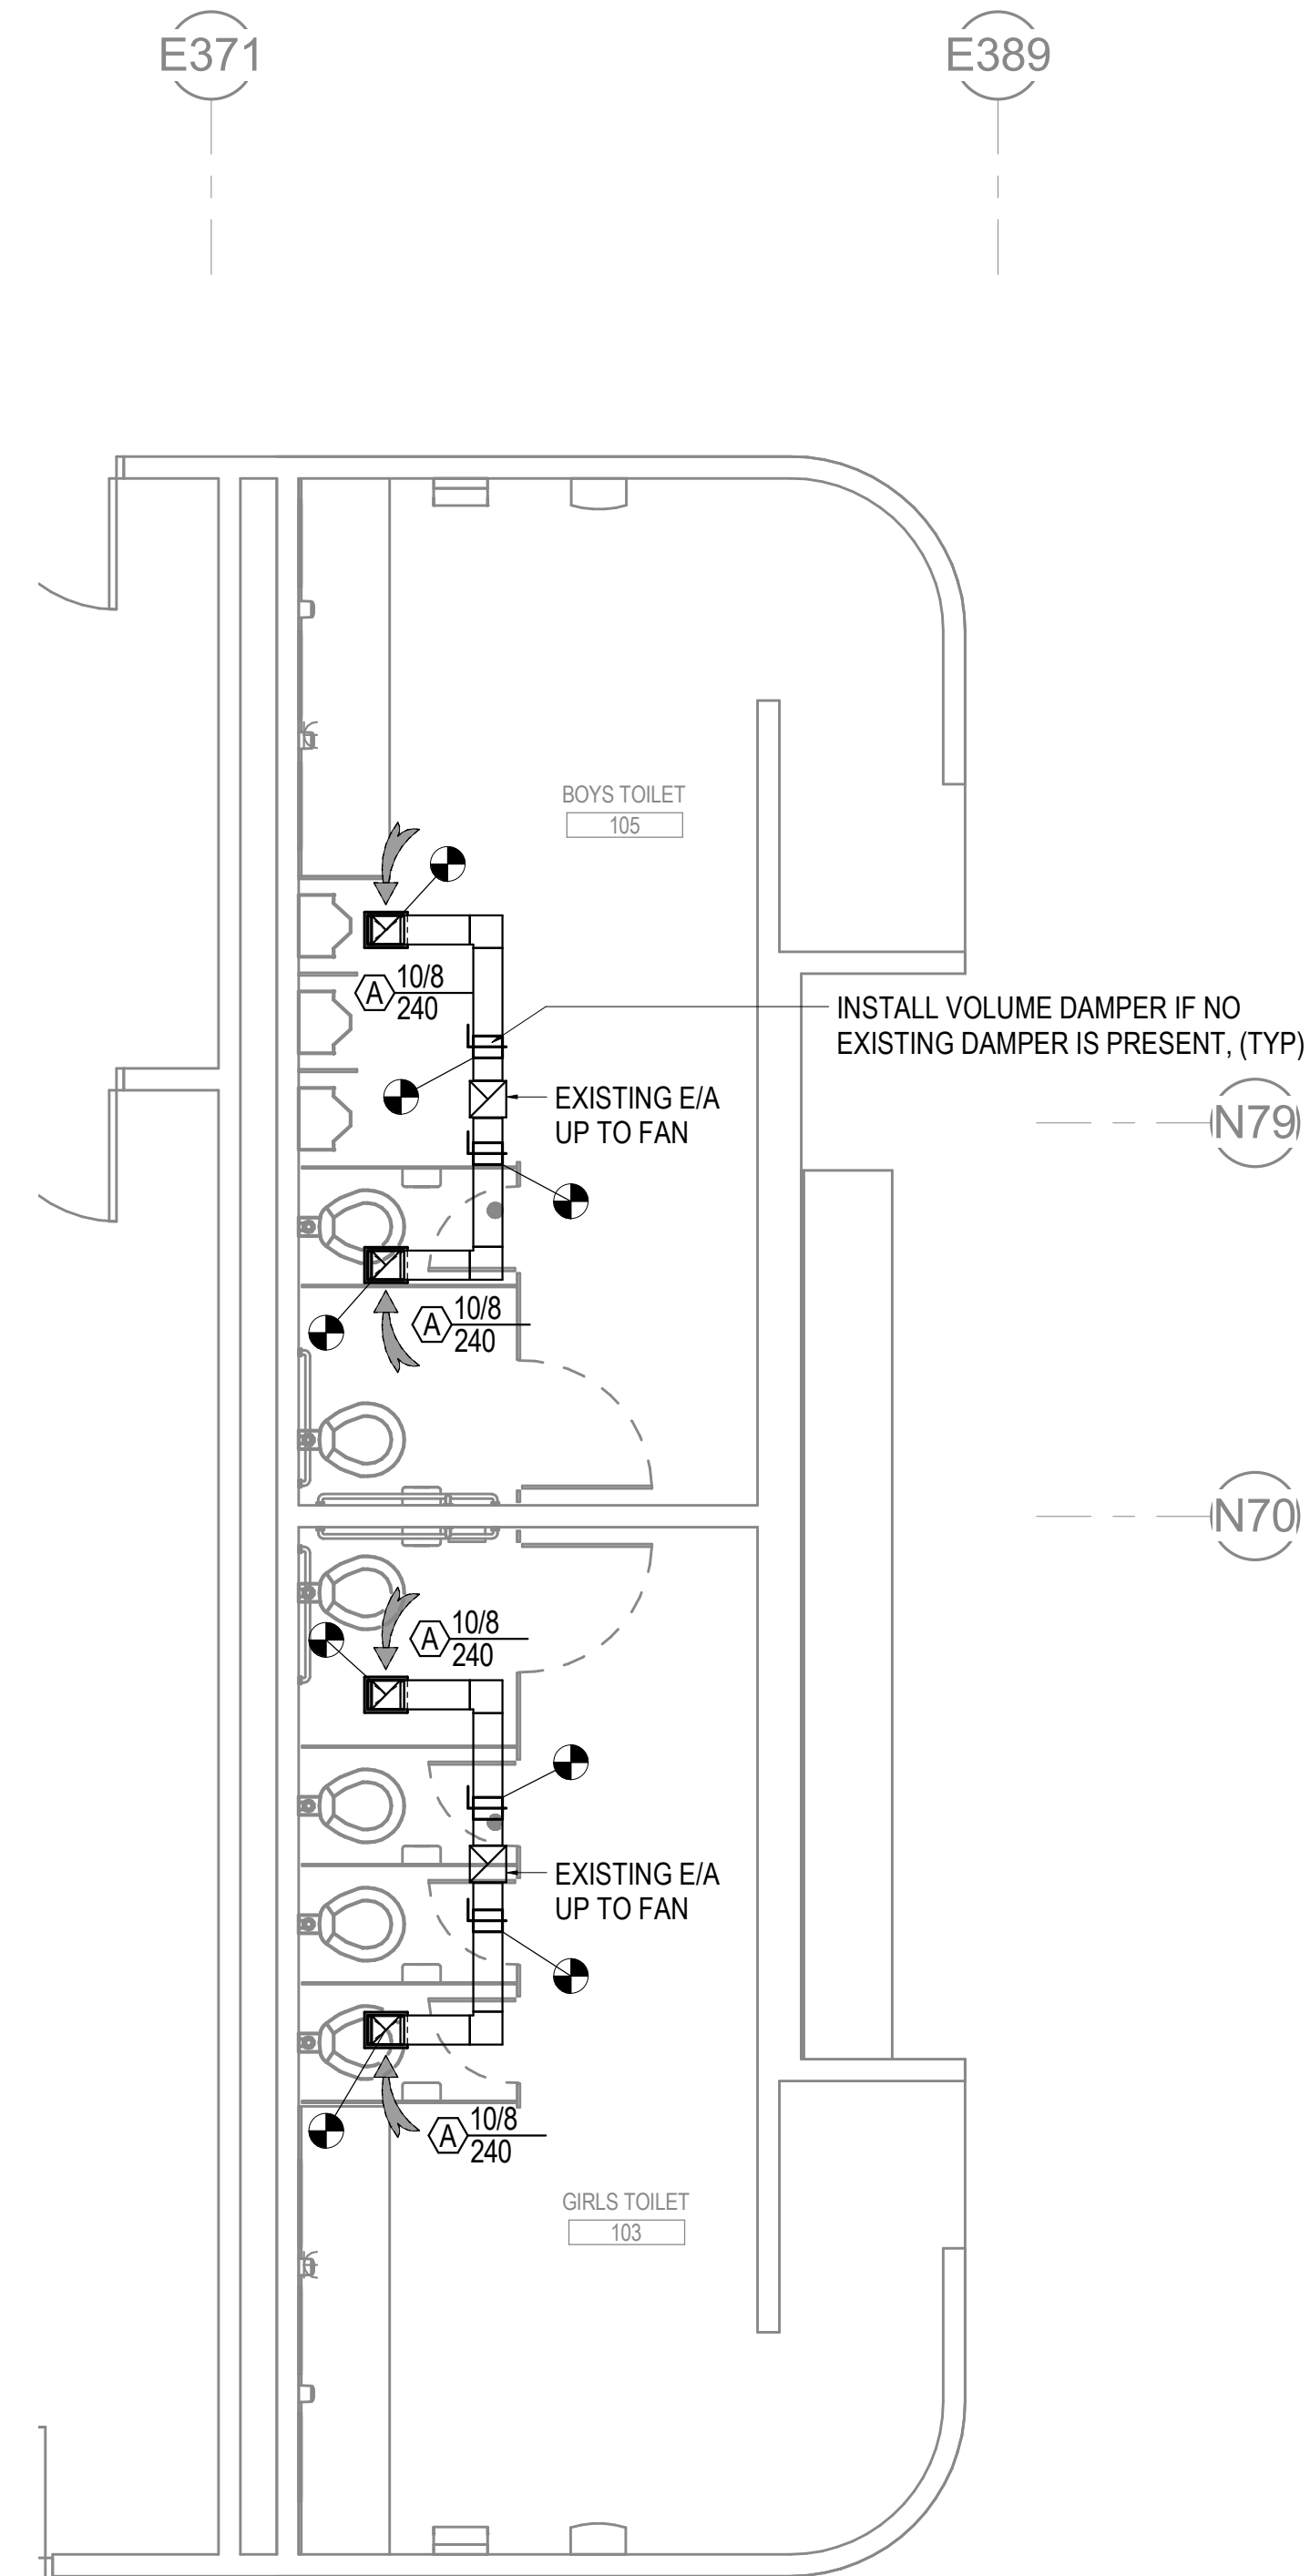 E371
E389
BOYS TOILET
105
A 10/8
240
INSTALL VOLUME DAMPER IF NO
EXISTING DAMPER IS PRESENT, (TYP)
EXISTING E/A
UP TO FAN
N79
A 10/8
240
N70
A 10/8
240
EXISTING E/A
UP TO FAN
A 10/8
240
GIRLS TOILET
103